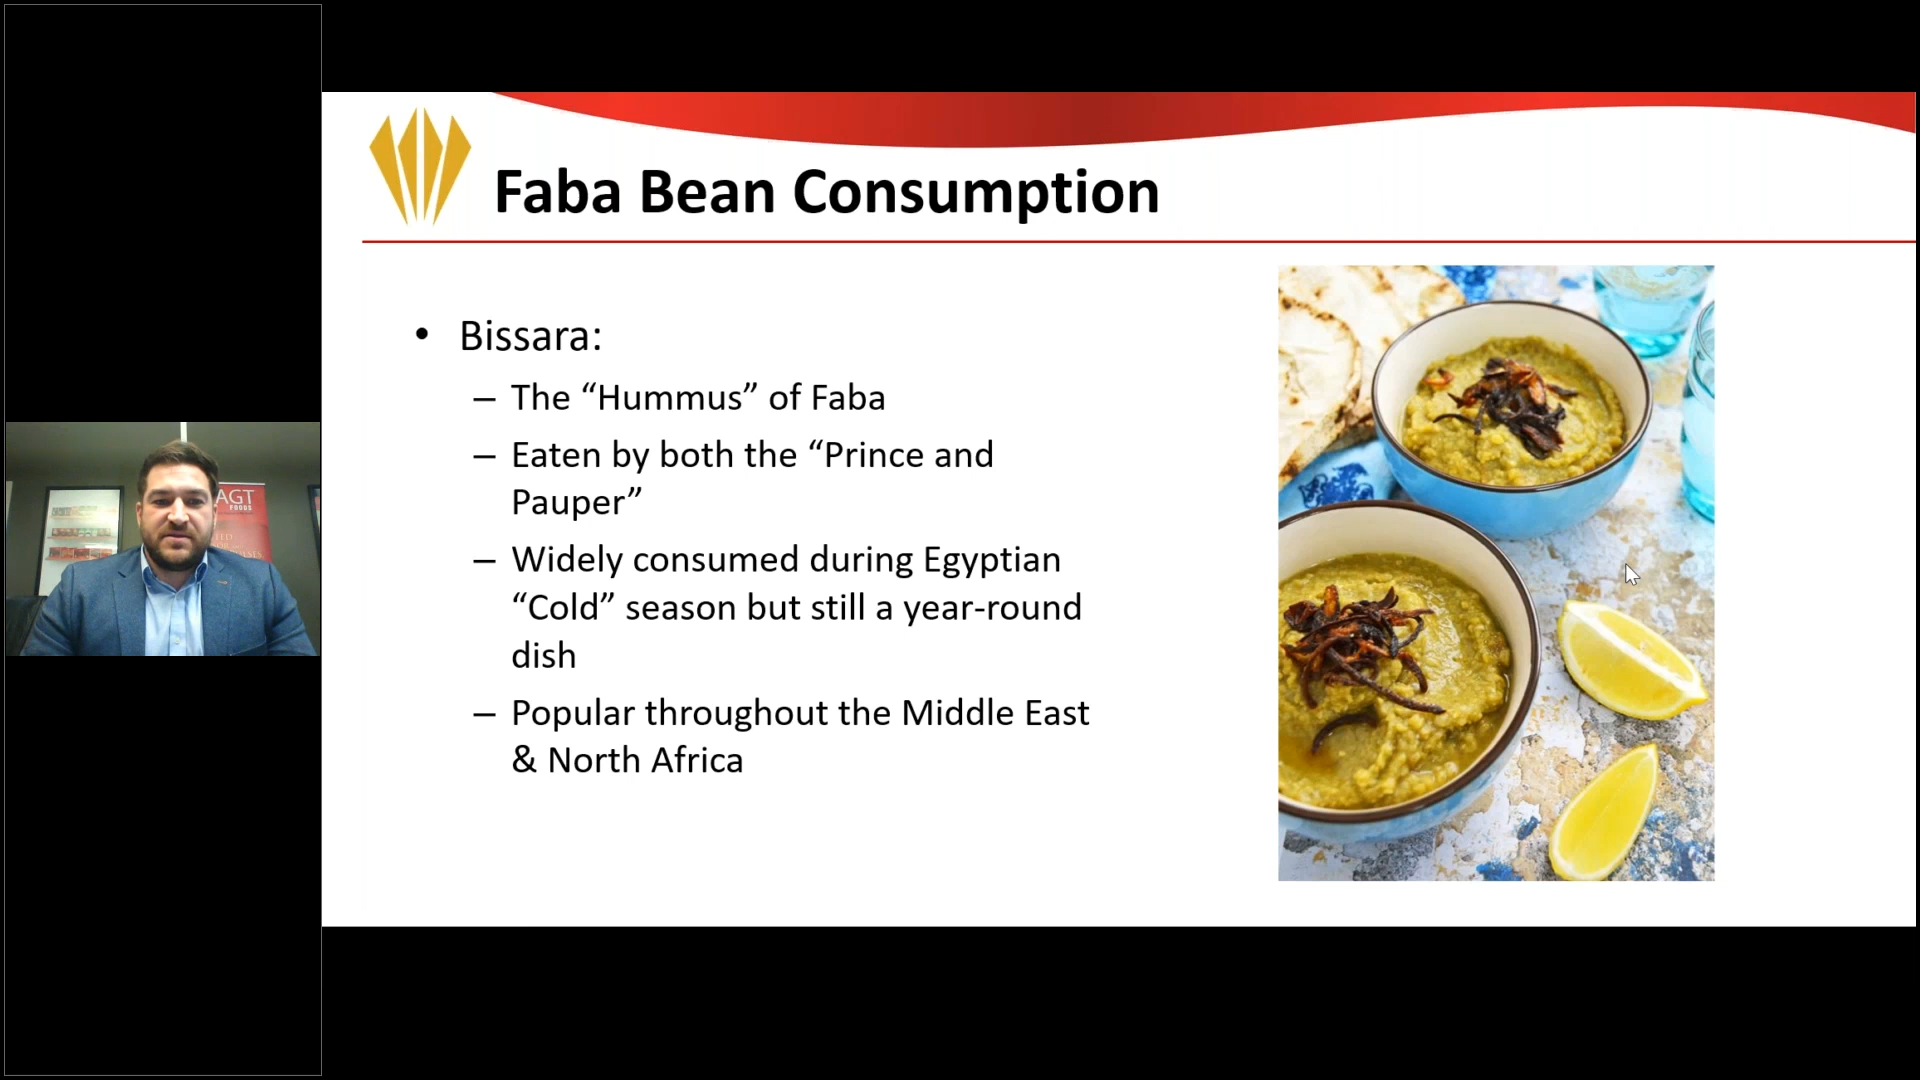 Faba Bean Consumption
• Bissara:
– The “Hummus” of Faba
– Eaten by both the “Prince and
Pauper”
– Widely consumed during Egyptian
“Cold” season but still a year-round
dish
– Popular throughout the Middle East
& North Africa
AGT
FOODS